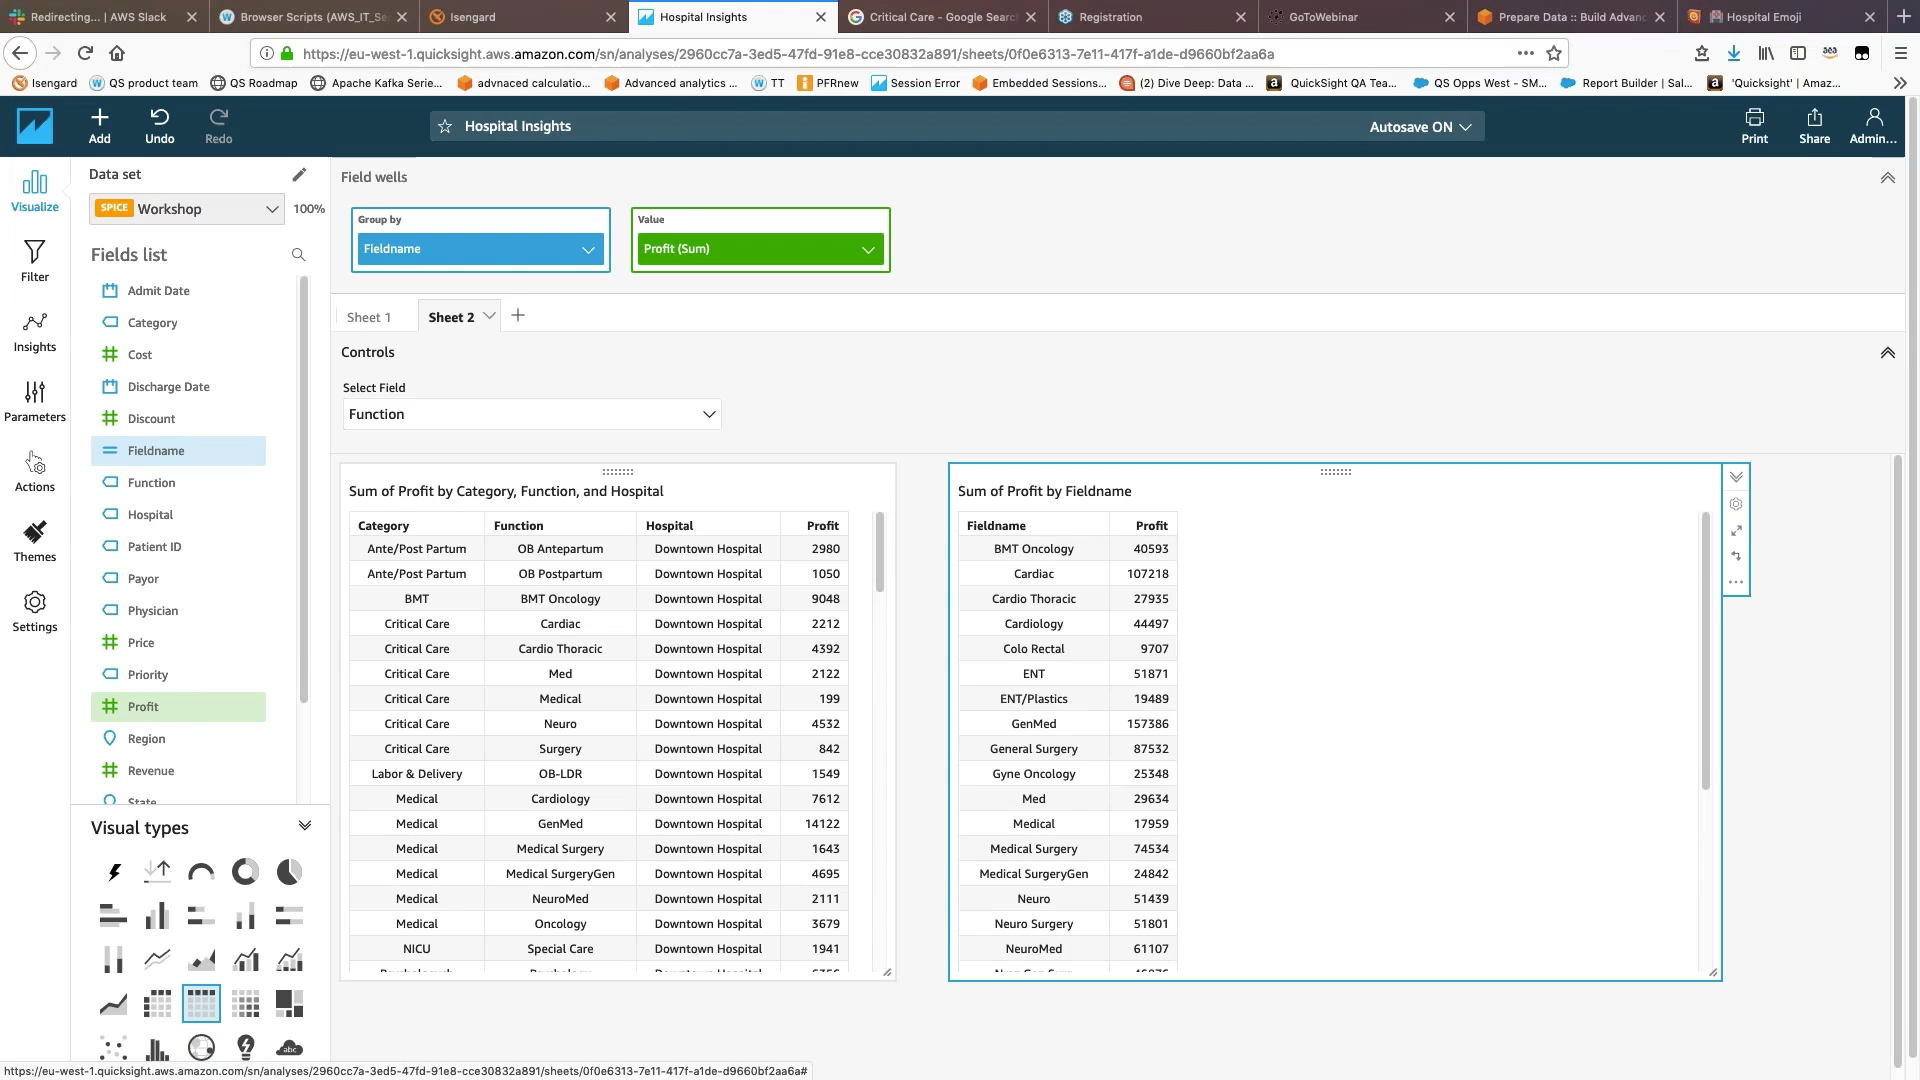 Redirecting... | AWS Slack
Browser Scripts (AWS_IT_Se
Isengard
Hospital Insights
Critical Care - Google Search
Registration
GoToWebinar
Prepare Data :: Build Advanc
Hospital Emoji
https://eu-west-1.quicksight.aws.amazon.com/sn/analyses/2960cc7a-3ed5-47fd-91e8-cce30832a891/sheets/0f0e6313-7e11-417f-a1de-d9660bf2aa6a
Isengard
QS product team
QS Roadmap
Apache Kafka Serie...
advnaced calculatio...
Advanced analytics ...
TT
PFRnew
Session Error
Embedded Sessions...
(2) Dive Deep: Data ...
QuickSight QA Tea...
QS Opps West - SM...
Report Builder | Sal...
'Quicksight' | Amaz...
Add
Undo
Redo
Hospital Insights
Autosave ON
Print
Share
Admin...
Visualize
Filter
Insights
Parameters
Actions
Themes
Settings
Data set
SPICE Workshop
100%
Fields list
Admit Date
Category
Cost
Discharge Date
Discount
Fieldname
Function
Hospital
Patient ID
Payor
Physician
Price
Priority
Profit
Region
Revenue
State
Visual types
abc
Field wells
Group by
Fieldname
Value
Profit (Sum)
Sheet 1
Sheet 2
Controls
Select Field
Function
Sum of Profit by Category, Function, and Hospital
Category Function Hospital Profit
Ante/Post Partum OB Antepartum Downtown Hospital 2980
Ante/Post Partum OB Postpartum Downtown Hospital 1050
BMT BMT Oncology Downtown Hospital 9048
Critical Care Cardiac Downtown Hospital 2212
Critical Care Cardio Thoracic Downtown Hospital 4392
Critical Care Med Downtown Hospital 2122
Critical Care Medical Downtown Hospital 199
Critical Care Neuro Downtown Hospital 4532
Critical Care Surgery Downtown Hospital 842
Labor & Delivery OB-LDR Downtown Hospital 1549
Medical Cardiology Downtown Hospital 7612
Medical GenMed Downtown Hospital 14122
Medical Medical Surgery Downtown Hospital 1643
Medical Medical SurgeryGen Downtown Hospital 4695
Medical NeuroMed Downtown Hospital 2111
Medical Oncology Downtown Hospital 3679
NICU Special Care Downtown Hospital 1941
Sum of Profit by Fieldname
Fieldname Profit
BMT Oncology 40593
Cardiac 107218
Cardio Thoracic 27935
Cardiology 44497
Colo Rectal 9707
ENT 51871
ENT/Plastics 19489
GenMed 157386
General Surgery 87532
Gyne Oncology 25348
Med 29634
Medical 17959
Medical Surgery 74534
Medical SurgeryGen 24842
Neuro 51439
Neuro Surgery 51801
NeuroMed 61107
https://eu-west-1.quicksight.aws.amazon.com/sn/analyses/2960cc7a-3ed5-47fd-91e8-cce30832a891/sheets/0f0e6313-7e11-417f-a1de-d9660bf2aa6a#